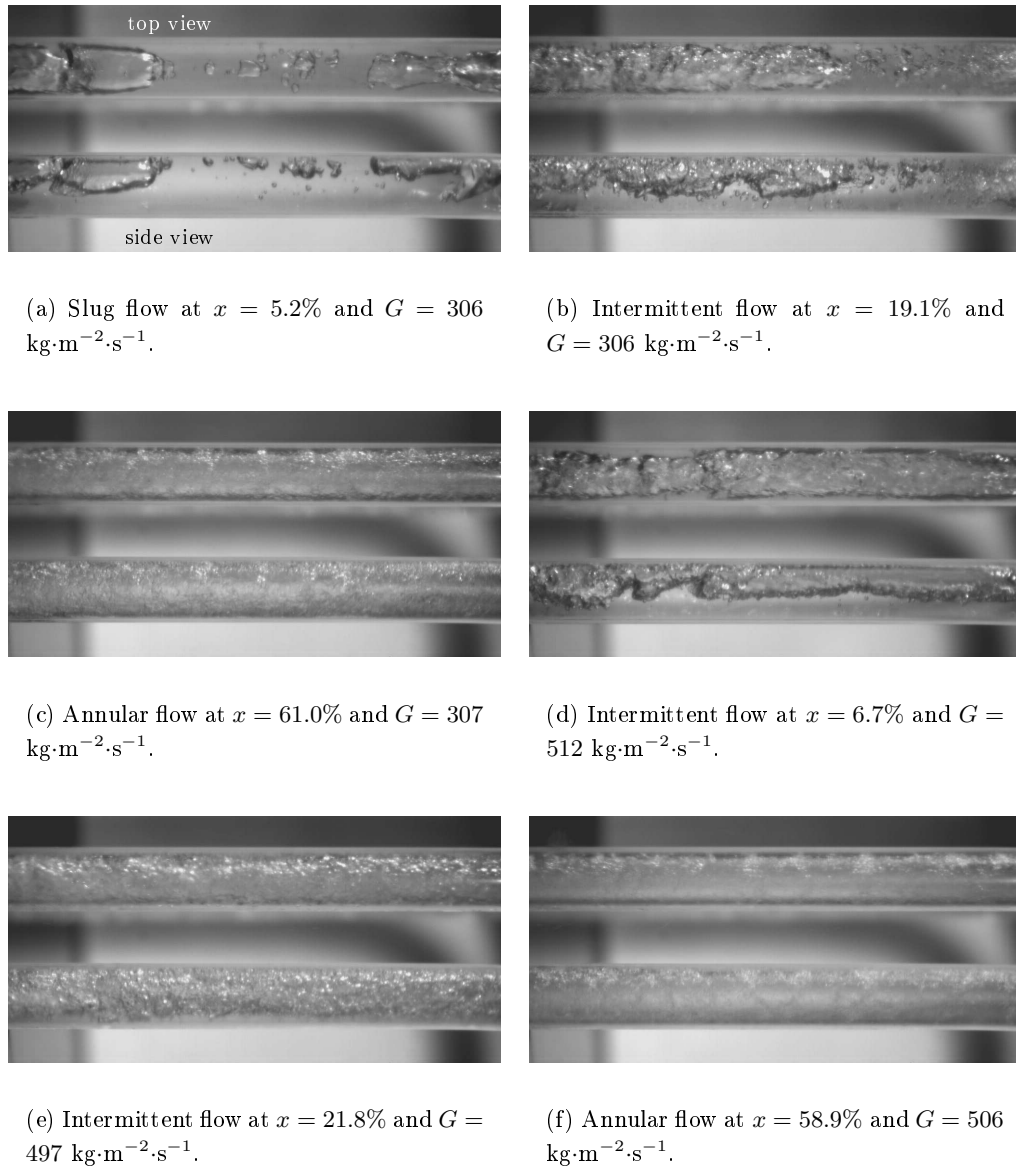 top view
side view
(a) Slug flow at x = 5.2% and G = 306
kg·m⁻²·s⁻¹.
(b) Intermittent flow at x = 19.1% and
G = 306 kg·m⁻²·s⁻¹.
(c) Annular flow at x = 61.0% and G = 307
kg·m⁻²·s⁻¹.
(d) Intermittent flow at x = 6.7% and G =
512 kg·m⁻²·s⁻¹.
(e) Intermittent flow at x = 21.8% and G =
497 kg·m⁻²·s⁻¹.
(f) Annular flow at x = 58.9% and G = 506
kg·m⁻²·s⁻¹.